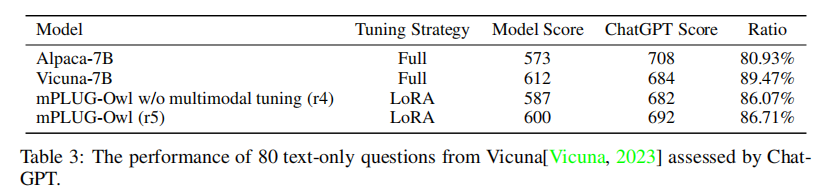 Model Tuning Strategy Model Score ChatGPT Score Ratio
Alpaca-7B Full 573 708 80.93%
Vicuna-7B Full 612 684 89.47%
mPLUG-Owl w/o multimodal tuning (r4) LoRA 587 682 86.07%
mPLUG-Owl (r5) LoRA 600 692 86.71%
Table 3: The performance of 80 text-only questions from Vicuna[Vicuna, 2023] assessed by Chat-
GPT.